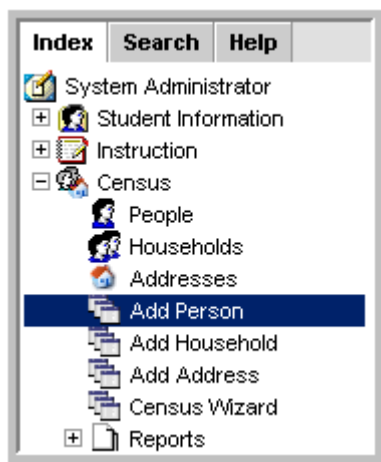 Index Search Help
System Administrator
Student Information
Instruction
Census
People
Households
Addresses
Add Person
Add Household
Add Address
Census Wizard
Reports